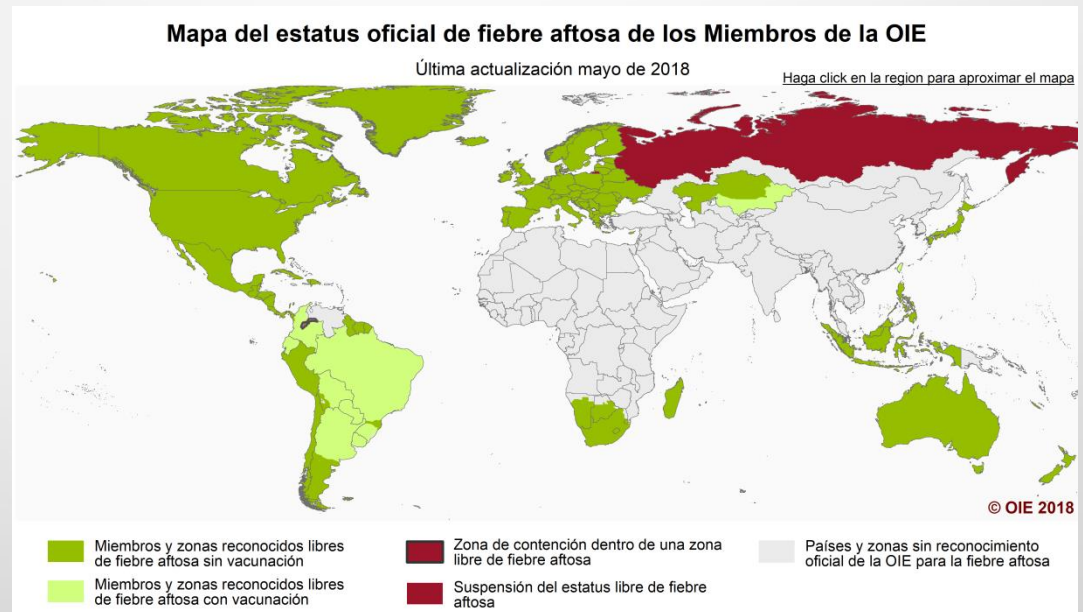 Mapa del estatus oficial de fiebre aftosa de los Miembros de la OIE
Última actualización mayo de 2018
Haga click en la region para aproximar el mapa
© OIE 2018
Miembros y zonas reconocidos libres
de fiebre aftosa sin vacunación
Miembros y zonas reconocidos libres
de fiebre aftosa con vacunación
Zona de contención dentro de una zona
libre de fiebre aftosa
Suspensión del estatus libre de fiebre
aftosa
Países y zonas sin reconocimiento
oficial de la OIE para la fiebre aftosa